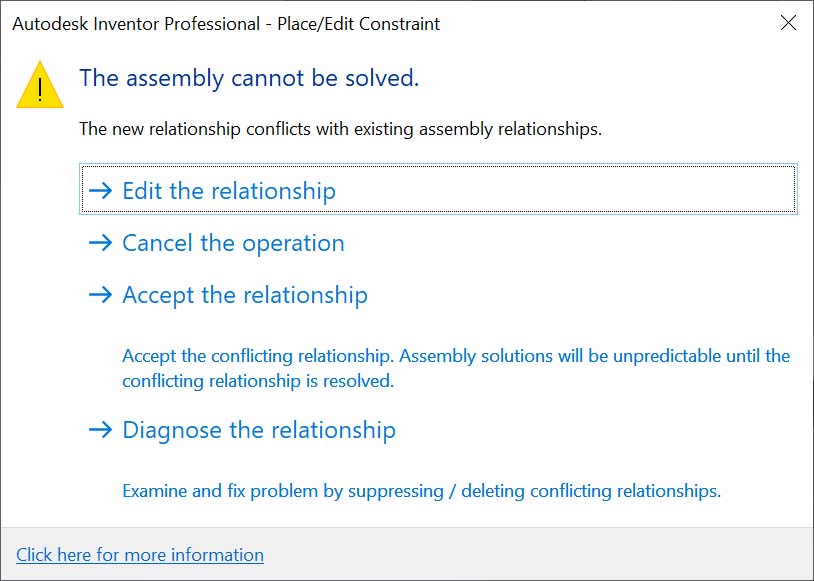 Autodesk Inventor Professional - Place/Edit Constraint
The assembly cannot be solved.
The new relationship conflicts with existing assembly relationships.
Edit the relationship
Cancel the operation
Accept the relationship
Accept the conflicting relationship. Assembly solutions will be unpredictable until the
conflicting relationship is resolved.
Diagnose the relationship
Examine and fix problem by suppressing / deleting conflicting relationships.
Click here for more information